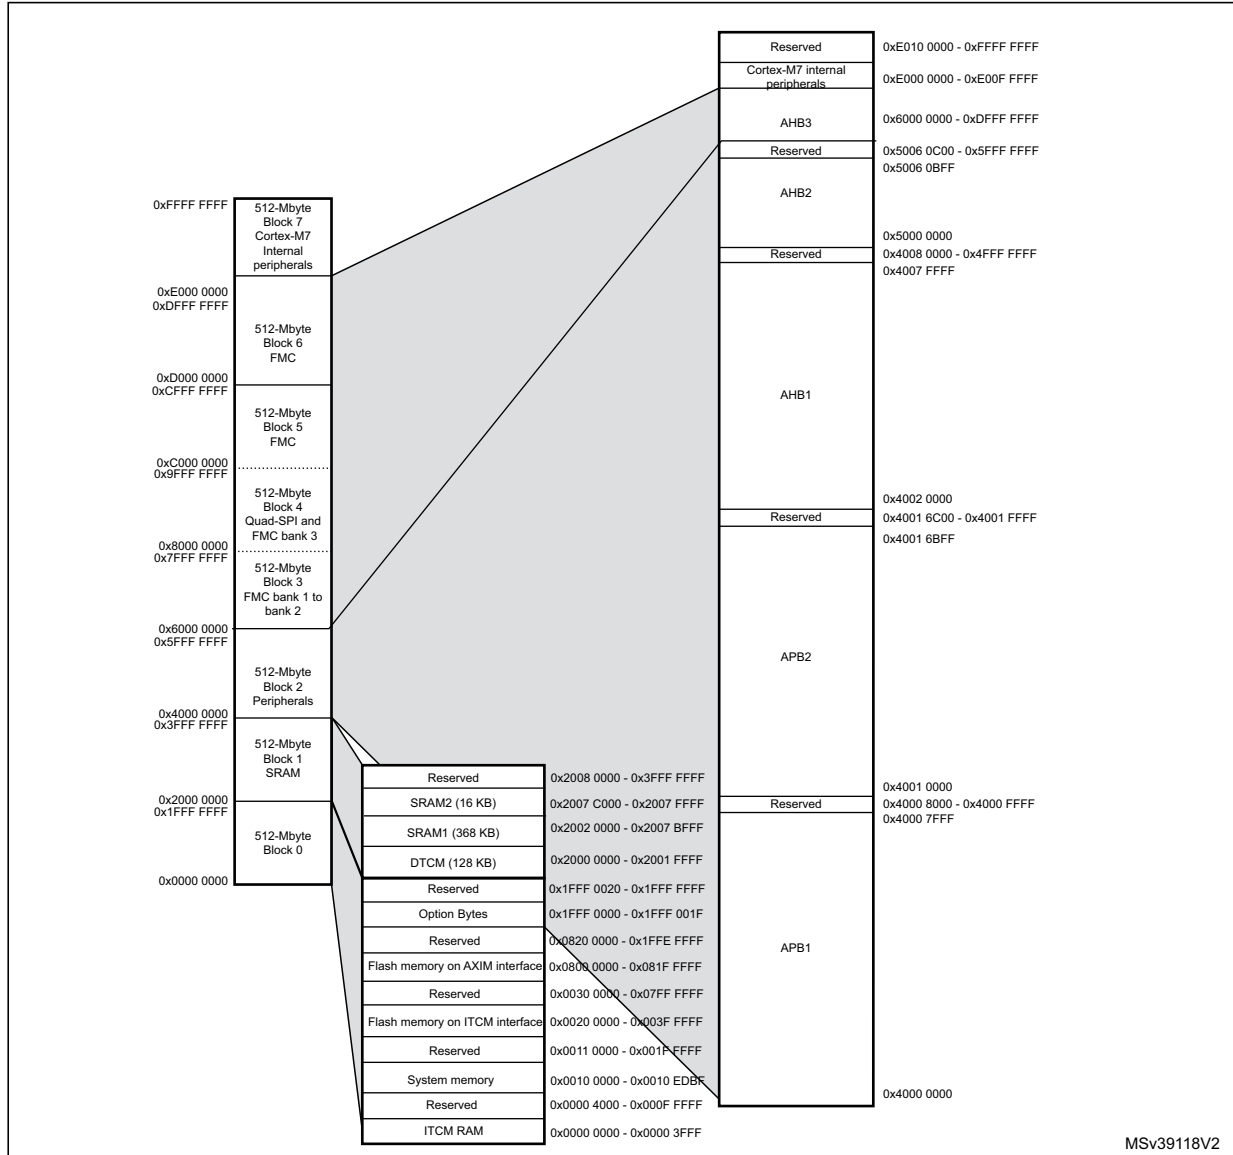 0xFFFF FFFF
512-Mbyte
Block 7
Cortex-M7
Internal
peripherals
0xE000 0000
0xDFFF FFFF
512-Mbyte
Block 6
FMC
0xD000 0000
0xCFFF FFFF
512-Mbyte
Block 5
FMC
0xC000 0000
0x9FFF FFFF
512-Mbyte
Block 4
Quad-SPI and
FMC bank 3
0x8000 0000
0x7FFF FFFF
512-Mbyte
Block 3
FMC bank 1 to
bank 2
0x6000 0000
0x5FFF FFFF
512-Mbyte
Block 2
Peripherals
0x4000 0000
0x3FFF FFFF
512-Mbyte
Block 1
SRAM
0x2000 0000
0x1FFF FFFF
512-Mbyte
Block 0
0x0000 0000
Reserved 0x2008 0000 - 0x3FFF FFFF
SRAM2 (16 KB) 0x2007 C000 - 0x2007 FFFF
SRAM1 (368 KB) 0x2002 0000 - 0x2007 BFFF
DTCM (128 KB) 0x2000 0000 - 0x2001 FFFF
Reserved 0x1FFF 0020 - 0x1FFF FFFF
Option Bytes 0x1FFF 0000 - 0x1FFF 001F
Reserved 0x0820 0000 - 0x1FFE FFFF
Flash memory on AXIM interface 0x0800 0000 - 0x081F FFFF
Reserved 0x0030 0000 - 0x07FF FFFF
Flash memory on ITCM interface 0x0020 0000 - 0x003F FFFF
Reserved 0x0011 0000 - 0x001F FFFF
System memory 0x0010 0000 - 0x0010 EDBF
Reserved 0x0000 4000 - 0x000F FFFF
ITCM RAM 0x0000 0000 - 0x0000 3FFF
Reserved 0xE010 0000 - 0xFFFF FFFF
Cortex-M7 internal
peripherals 0xE000 0000 - 0xE00F FFFF
AHB3 0x6000 0000 - 0xDFFF FFFF
Reserved 0x5006 0C00 - 0x5FFF FFFF
0x5006 0BFF
AHB2
0x5000 0000
Reserved 0x4008 0000 - 0x4FFF FFFF
0x4007 FFFF
AHB1
0x4002 0000
Reserved 0x4001 6C00 - 0x4001 FFFF
0x4001 6BFF
APB2
0x4001 0000
Reserved 0x4000 8000 - 0x4000 FFFF
0x4000 7FFF
APB1
0x4000 0000
MSv39118V2